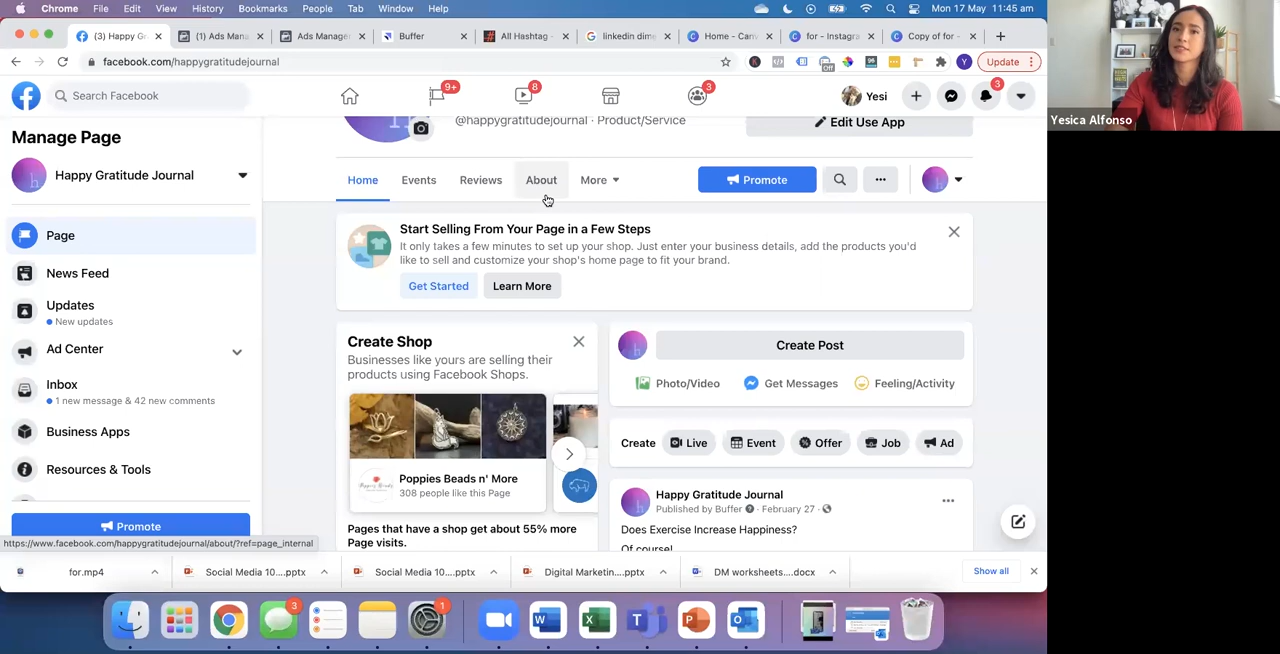 Chrome File Edit View History Bookmarks People Tab Window Help Mon 17 May 11:45 am
(3) Happy G
(1) Ads Mana
Ads Manager
Buffer
All Hashtag -
linkedin dime
Home - Canv
for - Instagra
Copy of for -
facebook.com/happygratitudejournal
Off
96
Y
Update
Search Facebook
9+
8
3
Yesi
3
Yesica Alfonso
Manage Page
Happy Gratitude Journal
Page
News Feed
Updates
New updates
Ad Center
Inbox
1 new message & 42 new comments
Business Apps
Resources & Tools
Promote
https://www.facebook.com/happygratitudejournal/about/?ref=page_internal
@happygratitudejournal · Product/Service
Edit Use App
Home Events Reviews About More
Promote
Start Selling From Your Page in a Few Steps
It only takes a few minutes to set up your shop. Just enter your business details, add the products you'd
like to sell and customize your shop's home page to fit your brand.
Get Started Learn More
Create Shop
Businesses like yours are selling their
products using Facebook Shops.
Poppies Beads n' More
308 people like this Page
Pages that have a shop get about 55% more
Page visits.
Create Post
Photo/Video Get Messages Feeling/Activity
Create Live Event Offer Job Ad
Happy Gratitude Journal
Published by Buffer · February 27 ·
Does Exercise Increase Happiness?
Of course!
for.mp4
Social Media 10....pptx
Social Media 10....pptx
Digital Marketin....pptx
DM worksheets....docx
Show all
3
1